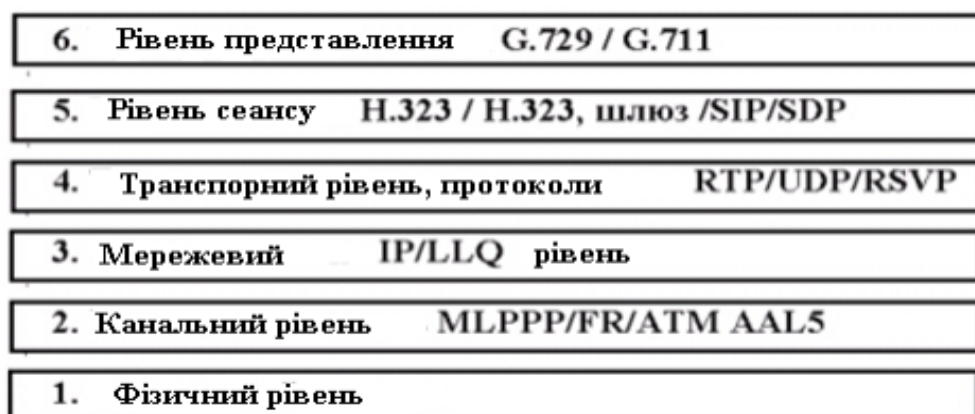 6. Рівень представлення G.729 / G.711
5. Рівень сеансу H.323 / H.323, шлюз /SIP/SDP
4. Транспорний рівень, протоколи RTP/UDP/RSVP
3. Мережевий IP/LLQ рівень
2. Канальний рівень MLPPP/FR/ATM AAL5
1. Фізичний рівень